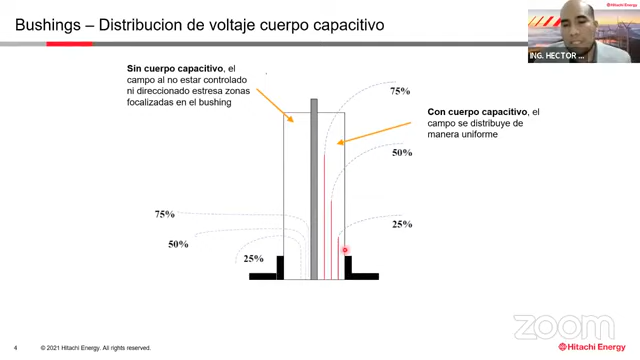 Bushings – Distribucion de voltaje cuerpo capacitivo
Hitachi Energy
ING. HECTOR ...
Sin cuerpo capacitivo, el
campo al no estar controlado
ni direccionado estresa zonas
focalizadas en el bushing
75%
Con cuerpo capacitivo, el
campo se distribuye de
manera uniforme
50%
75%
25%
50%
25%
zoom
4
© 2021 Hitachi Energy. All rights reserved.
Hitachi Energy